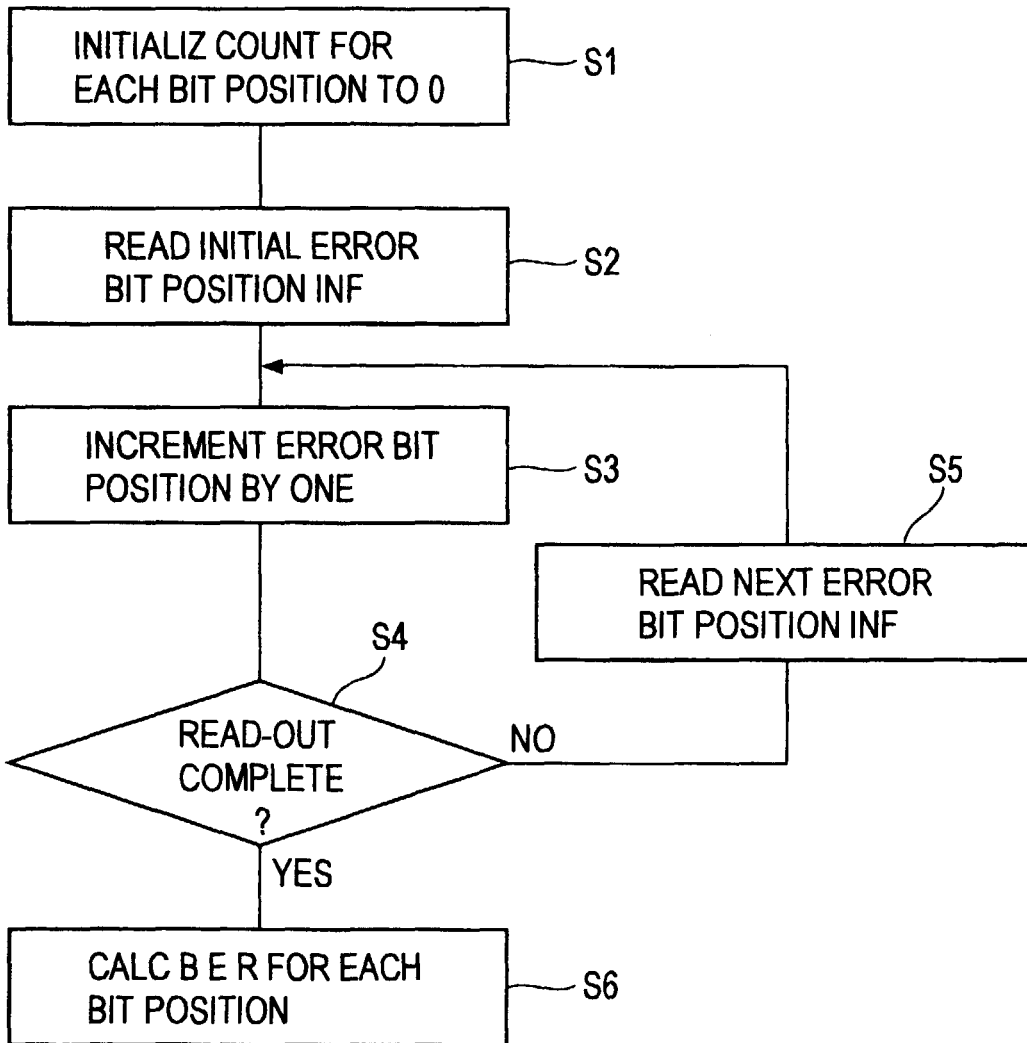 INITIALIZ COUNT FOR
EACH BIT POSITION TO 0
S1
READ INITIAL ERROR
BIT POSITION INF
S2
INCREMENT ERROR BIT
POSITION BY ONE
S3
S5
READ NEXT ERROR
BIT POSITION INF
S4
READ-OUT
COMPLETE
?
NO
YES
CALC B E R FOR EACH
BIT POSITION
S6